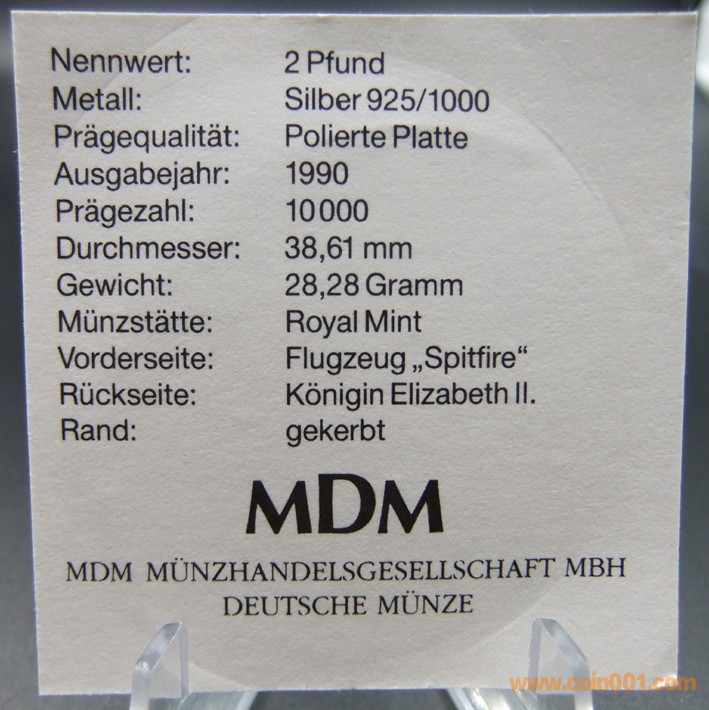 Nennwert: 2 Pfund
Metall: Silber 925/1000
Prägequalität: Polierte Platte
Ausgabejahr: 1990
Prägezahl: 10000
Durchmesser: 38,61 mm
Gewicht: 28,28 Gramm
Münzstätte: Royal Mint
Vorderseite: Flugzeug „Spitfire“
Rückseite: Königin Elizabeth II.
Rand: gekerbt
MDM
MDM MÜNZHANDELSGESELLSCHAFT MBH
DEUTSCHE MÜNZE
www.coin001.com